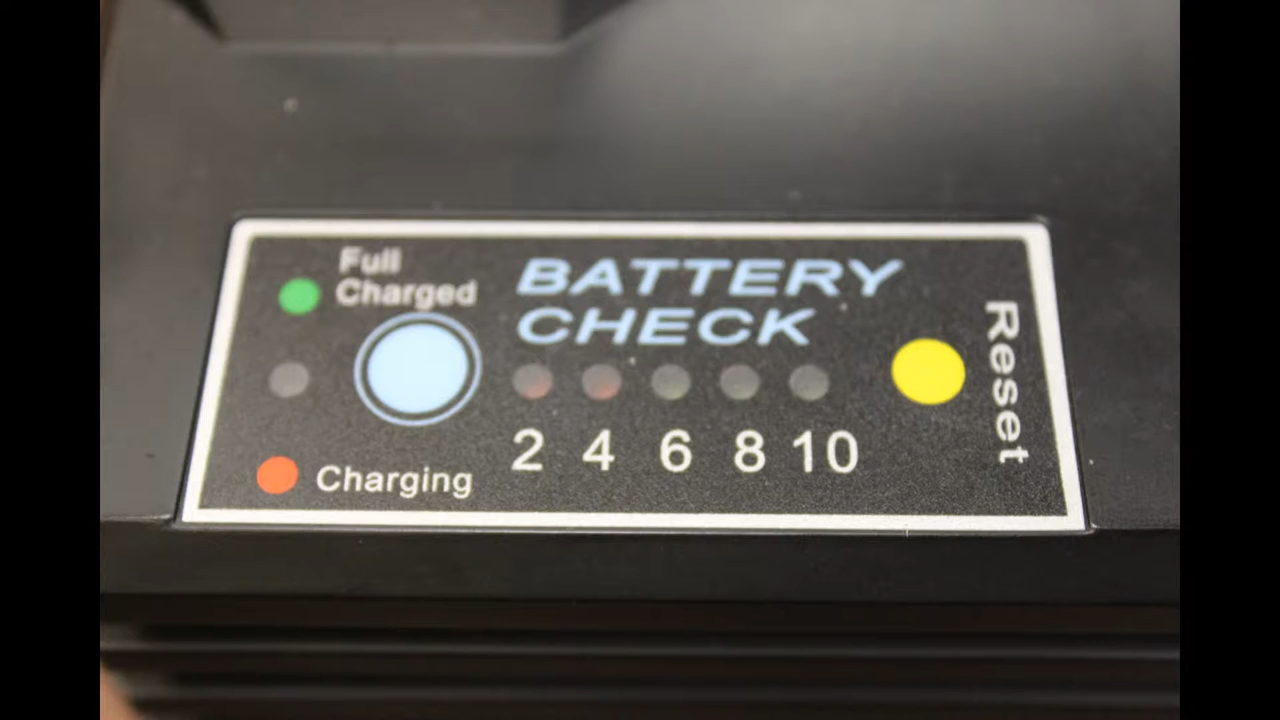 Full
Charged
BATTERY
CHECK
2 4 6 8 10
Charging
Reset